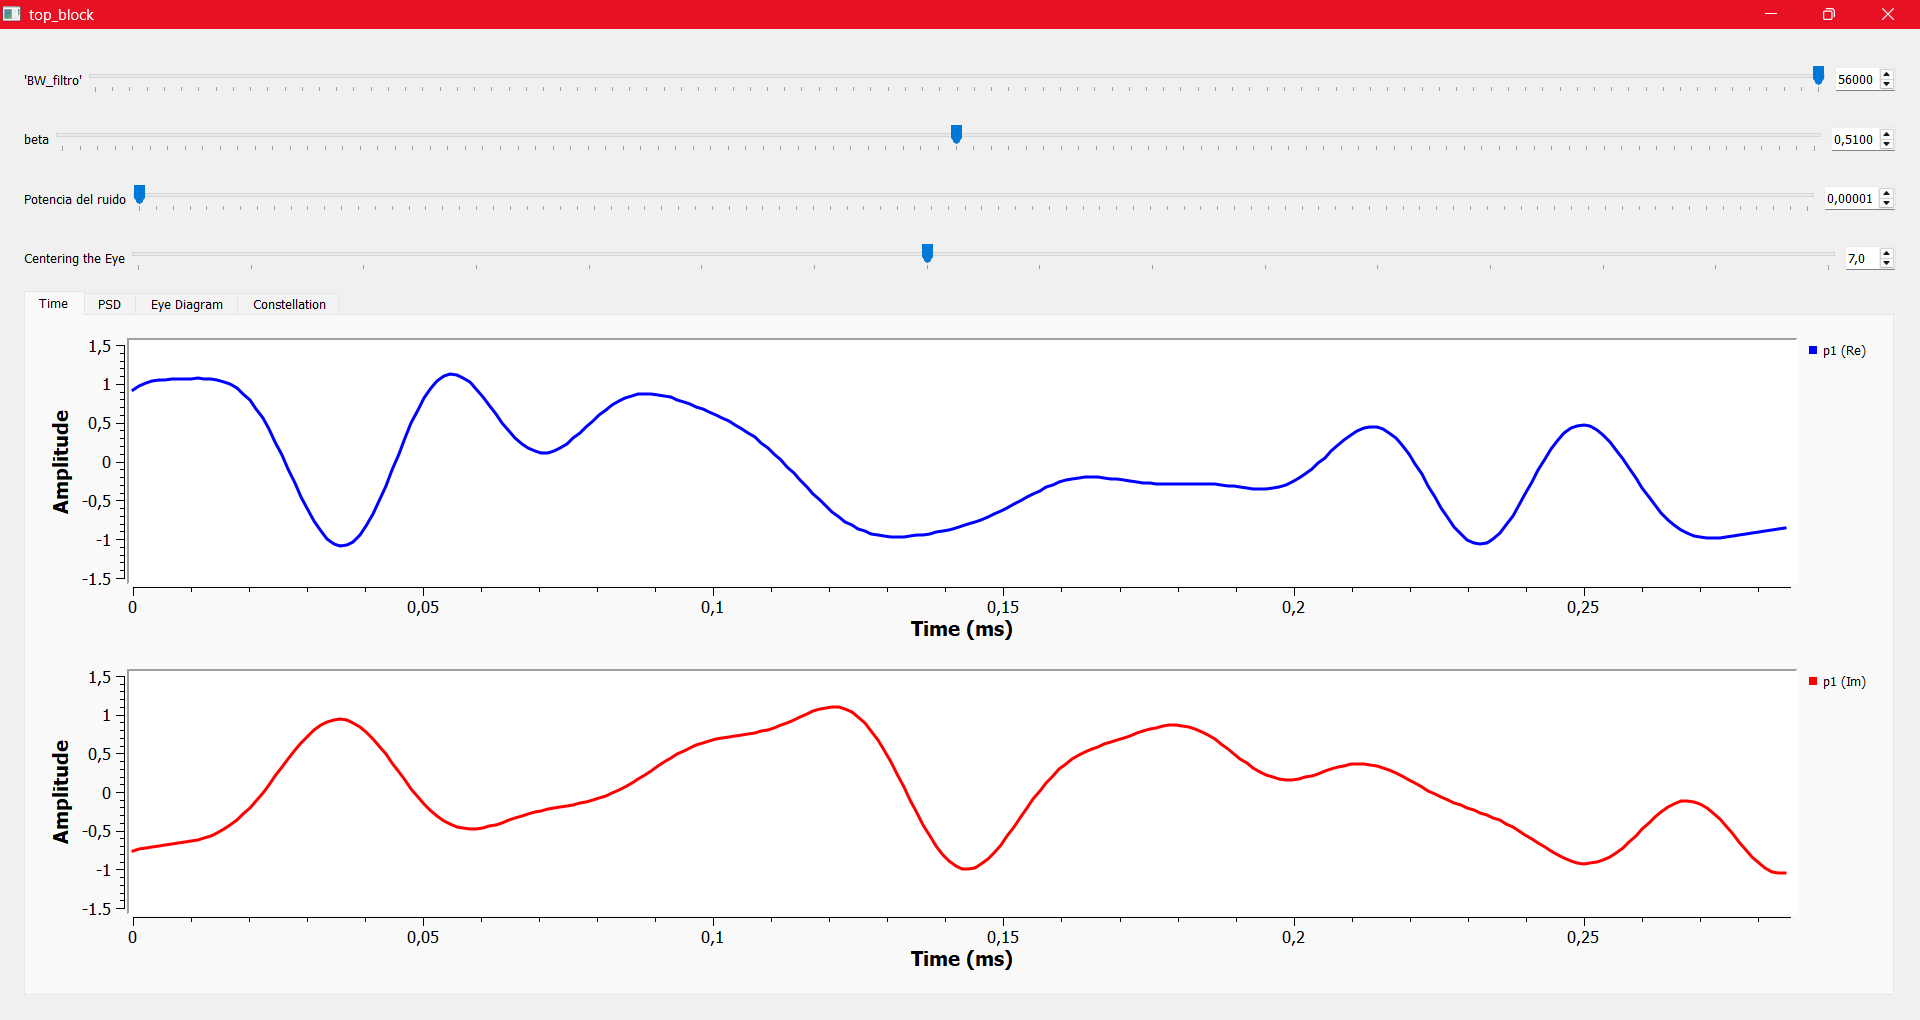 top_block
'BW_filtro' 56000
beta 0,5100
Potencia del ruido 0,00001
Centering the Eye 7,0
Time PSD Eye Diagram Constellation
1,5
1
0,5
0
-0,5
-1
-1.5
Amplitude
p1 (Re)
0 0,05 0,1 0,15 0,2 0,25
Time (ms)
1,5
1
0,5
0
-0,5
-1
-1.5
Amplitude
p1 (Im)
0 0,05 0,1 0,15 0,2 0,25
Time (ms)